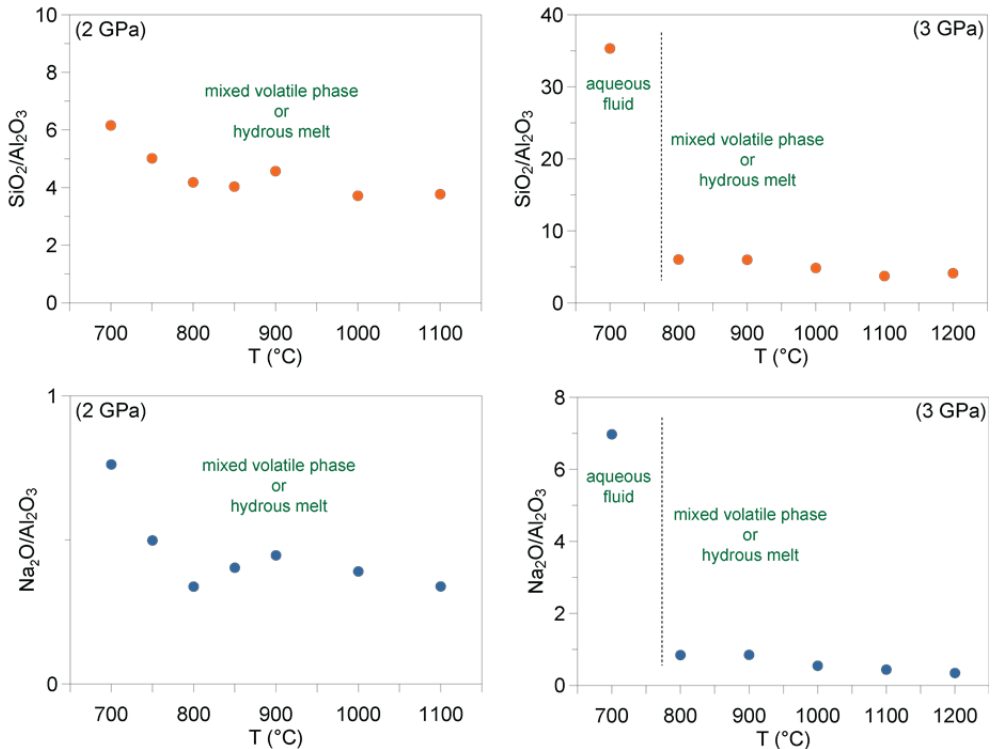 (2 GPa)
10
8
6
4
2
0
SiO₂/Al₂O₃
mixed volatile phase
or
hydrous melt
700
800
900
1000
1100
T (°C)
(3 GPa)
40
30
20
10
0
SiO₂/Al₂O₃
aqueous
fluid
mixed volatile phase
or
hydrous melt
700
800
900
1000
1100
1200
T (°C)
(2 GPa)
1
0
Na₂O/Al₂O₃
mixed volatile phase
or
hydrous melt
700
800
900
1000
1100
T (°C)
(3 GPa)
8
6
4
2
0
Na₂O/Al₂O₃
aqueous
fluid
mixed volatile phase
or
hydrous melt
700
800
900
1000
1100
1200
T (°C)